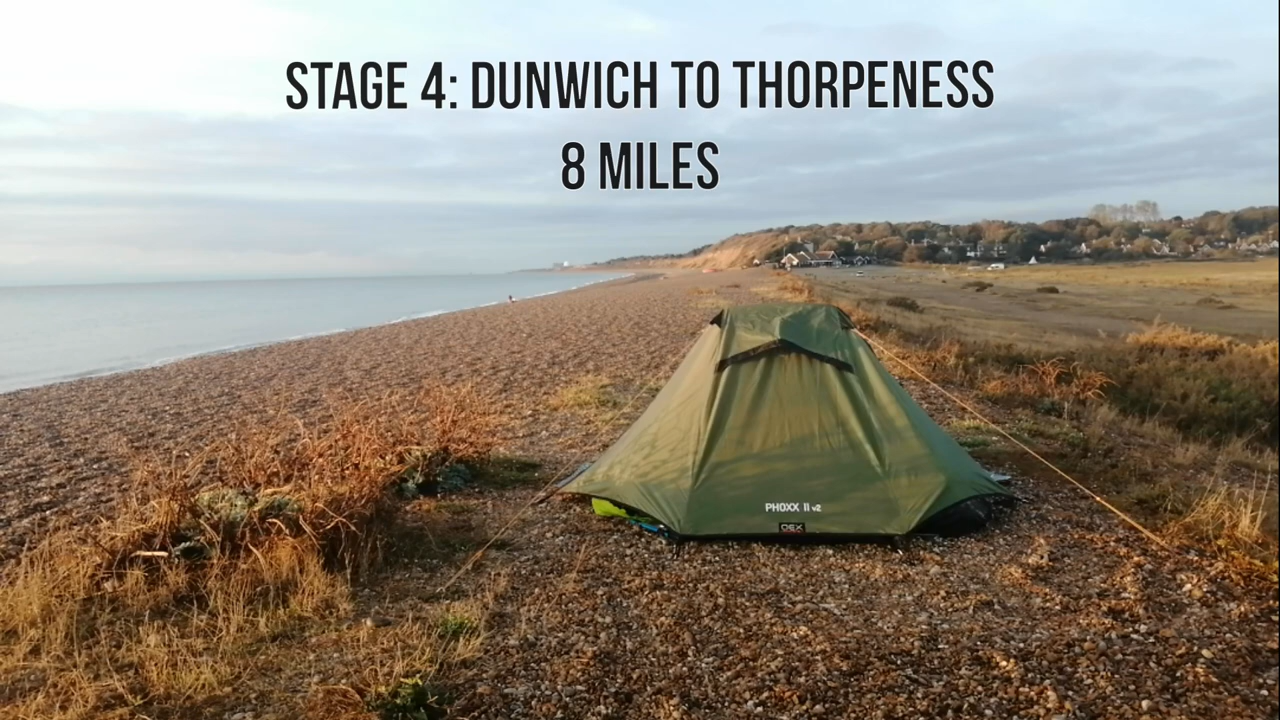 STAGE 4: DUNWICH TO THORPENESS
8 MILES
PHOXX II v2
OEX